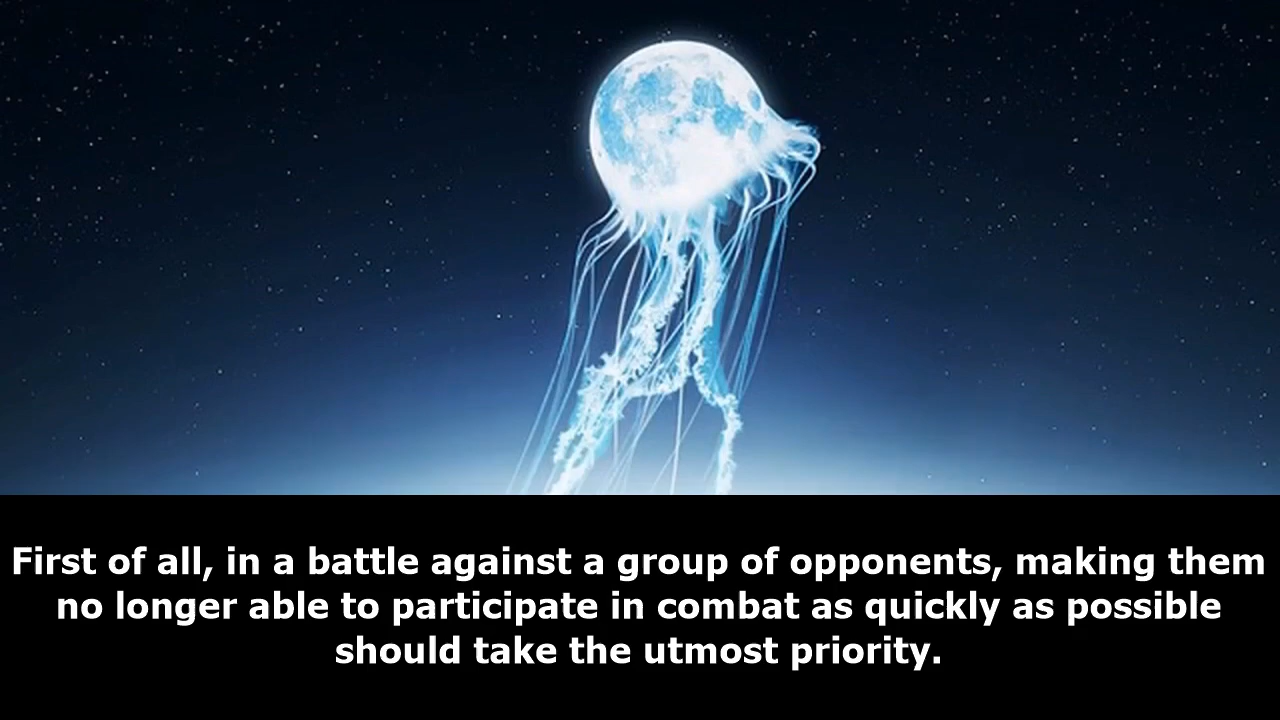 First of all, in a battle against a group of opponents, making them
no longer able to participate in combat as quickly as possible
should take the utmost priority.